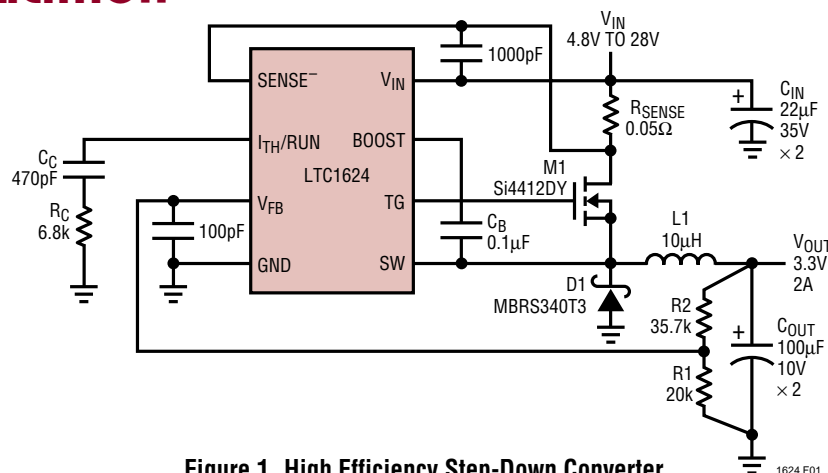 V_IN
4.8V TO 28V
1000pF
SENSE⁻
V_IN
R_SENSE
0.05Ω
+
C_IN
22μF
35V
× 2
I_TH/RUN
BOOST
C_C
470pF
LTC1624
M1
Si4412DY
R_C
6.8k
V_FB
TG
100pF
C_B
0.1μF
L1
10μH
GND
SW
V_OUT
3.3V
2A
D1
MBRS340T3
R2
35.7k
+
C_OUT
100μF
10V
× 2
R1
20k
1624 F01
Figure 1. High Efficiency Step-Down Converter